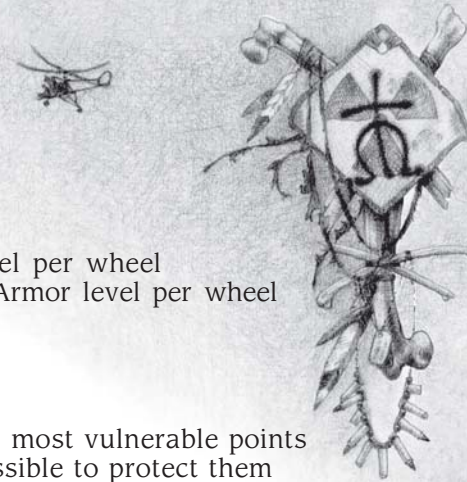 el per wheel
Armor level per wheel
most vulnerable points
ssible to protect them